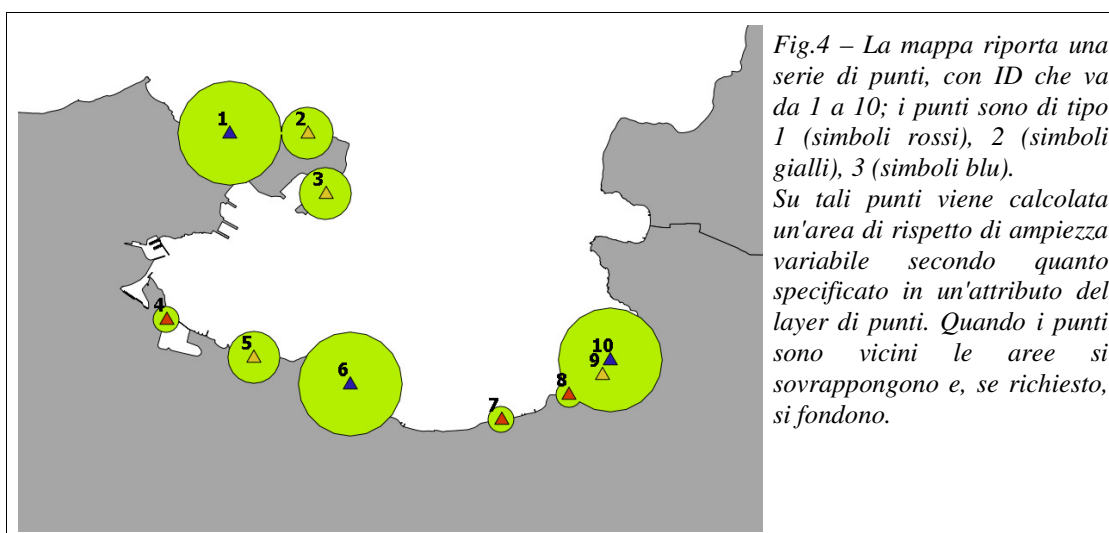 Fig.4 – La mappa riporta una
serie di punti, con ID che va
da 1 a 10; i punti sono di tipo
1 (simboli rossi), 2 (simboli
gialli), 3 (simboli blu).
Su tali punti viene calcolata
un'area di rispetto di ampiezza
variabile secondo quanto
specificato in un'attributo del
layer di punti. Quando i punti
sono vicini le aree si
sovrappongono e, se richiesto,
si fondono.
1
2
3
4
5
6
7
8
9
10